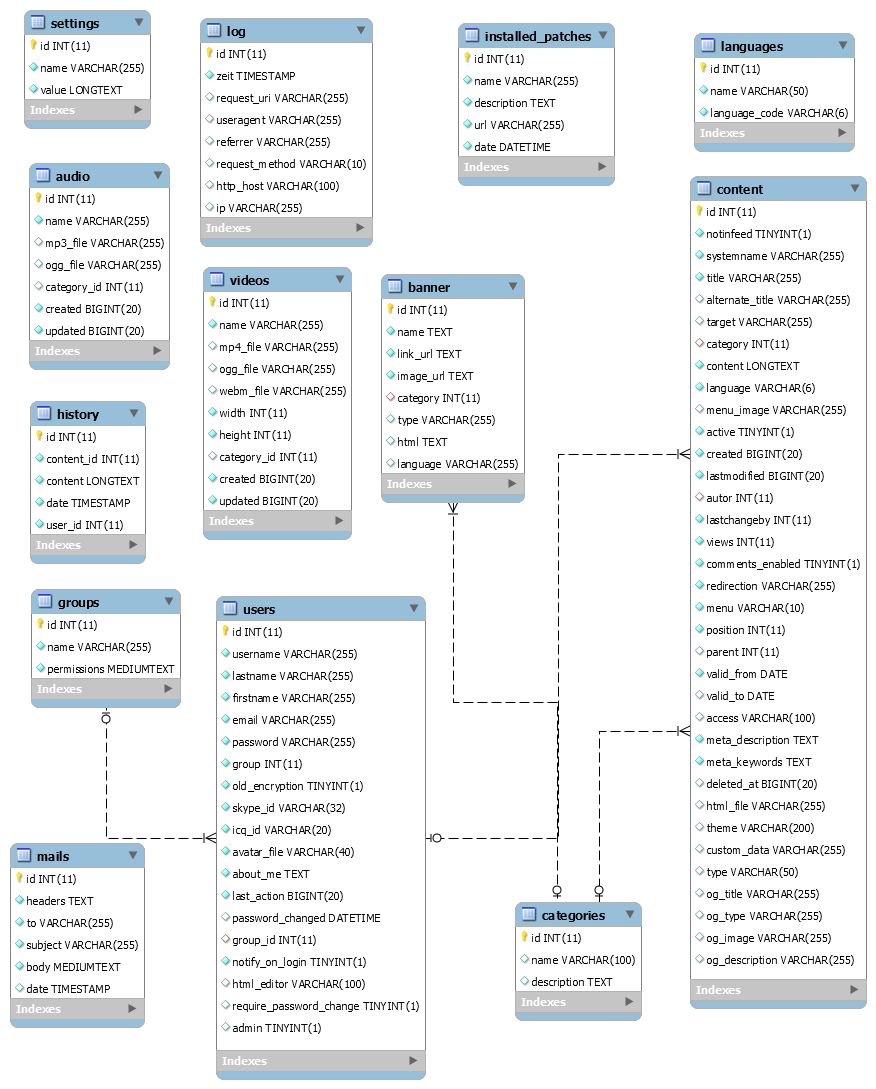 settings
id INT(11)
name VARCHAR(255)
value LONGTEXT
Indexes
log
id INT(11)
zeit TIMESTAMP
request_uri VARCHAR(255)
useragent VARCHAR(255)
referrer VARCHAR(255)
request_method VARCHAR(10)
http_host VARCHAR(100)
ip VARCHAR(255)
Indexes
installed_patches
id INT(11)
name VARCHAR(255)
description TEXT
url VARCHAR(255)
date DATETIME
Indexes
languages
id INT(11)
name VARCHAR(50)
language_code VARCHAR(6)
Indexes
audio
id INT(11)
name VARCHAR(255)
mp3_file VARCHAR(255)
ogg_file VARCHAR(255)
category_id INT(11)
created BIGINT(20)
updated BIGINT(20)
Indexes
videos
id INT(11)
name VARCHAR(255)
mp4_file VARCHAR(255)
ogg_file VARCHAR(255)
webm_file VARCHAR(255)
width INT(11)
height INT(11)
category_id INT(11)
created BIGINT(20)
updated BIGINT(20)
Indexes
banner
id INT(11)
name TEXT
link_url TEXT
image_url TEXT
category INT(11)
type VARCHAR(255)
html TEXT
language VARCHAR(255)
Indexes
content
id INT(11)
notinfeed TINYINT(1)
systemname VARCHAR(255)
title VARCHAR(255)
alternate_title VARCHAR(255)
target VARCHAR(255)
category INT(11)
content LONGTEXT
language VARCHAR(6)
menu_image VARCHAR(255)
active TINYINT(1)
created BIGINT(20)
lastmodified BIGINT(20)
autor INT(11)
lastchangeby INT(11)
views INT(11)
comments_enabled TINYINT(1)
redirection VARCHAR(255)
menu VARCHAR(10)
position INT(11)
parent INT(11)
valid_from DATE
valid_to DATE
access VARCHAR(100)
meta_description TEXT
meta_keywords TEXT
deleted_at BIGINT(20)
html_file VARCHAR(255)
theme VARCHAR(200)
custom_data VARCHAR(255)
type VARCHAR(50)
og_title VARCHAR(255)
og_type VARCHAR(255)
og_image VARCHAR(255)
og_description VARCHAR(255)
Indexes
history
id INT(11)
content_id INT(11)
content LONGTEXT
date TIMESTAMP
user_id INT(11)
Indexes
groups
id INT(11)
name VARCHAR(255)
permissions MEDIUMTEXT
Indexes
users
id INT(11)
username VARCHAR(255)
lastname VARCHAR(255)
firstname VARCHAR(255)
email VARCHAR(255)
password VARCHAR(255)
group INT(11)
old_encryption TINYINT(1)
skype_id VARCHAR(32)
icq_id VARCHAR(20)
avatar_file VARCHAR(40)
about_me TEXT
last_action BIGINT(20)
password_changed DATETIME
group_id INT(11)
notify_on_login TINYINT(1)
html_editor VARCHAR(100)
require_password_change TINYINT(1)
admin TINYINT(1)
Indexes
mails
id INT(11)
headers TEXT
to VARCHAR(255)
subject VARCHAR(255)
body MEDIUMTEXT
date TIMESTAMP
Indexes
categories
id INT(11)
name VARCHAR(100)
description TEXT
Indexes